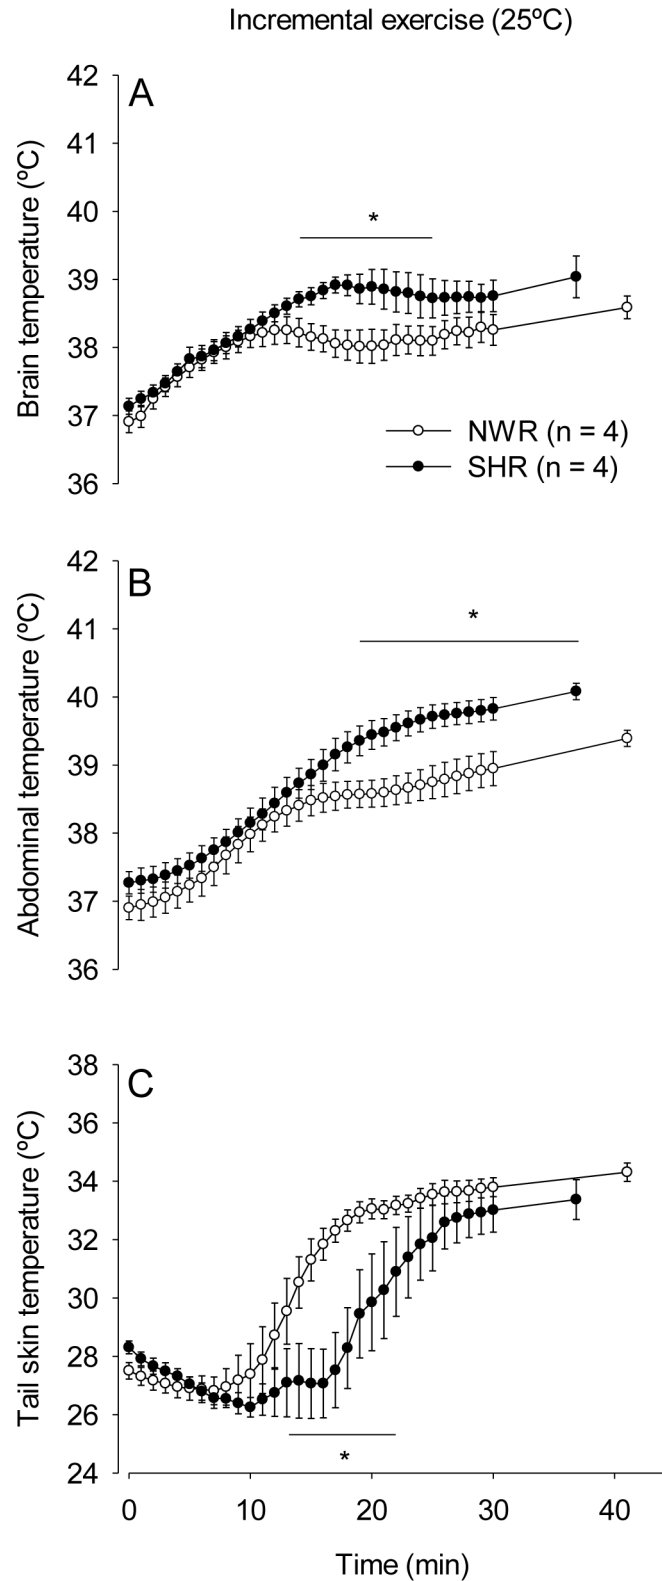 Incremental exercise (25ºC)
A
Brain temperature (ºC)
42
41
40
39
38
37
36
*
NWR (n = 4)
SHR (n = 4)
B
Abdominal temperature (ºC)
42
41
40
39
38
37
36
*
C
Tail skin temperature (ºC)
38
36
34
32
30
28
26
24
*
0 10 20 30 40
Time (min)